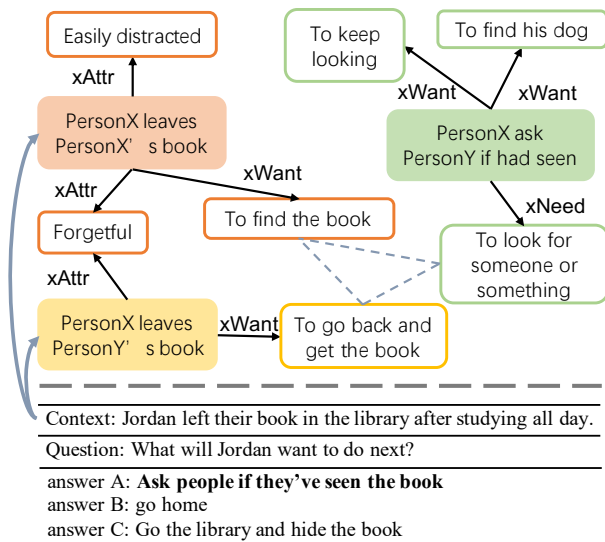 Easily distracted
To keep
looking
To find his dog
xAttr
xWant
xWant
PersonX leaves
PersonX' s book
PersonX ask
PersonY if had seen
xAttr
xWant
xNeed
Forgetful
To find the book
To look for
someone or
something
xAttr
PersonX leaves
PersonY' s book
xWant
To go back and
get the book
Context: Jordan left their book in the library after studying all day.
Question: What will Jordan want to do next?
answer A: Ask people if they've seen the book
answer B: go home
answer C: Go the library and hide the book